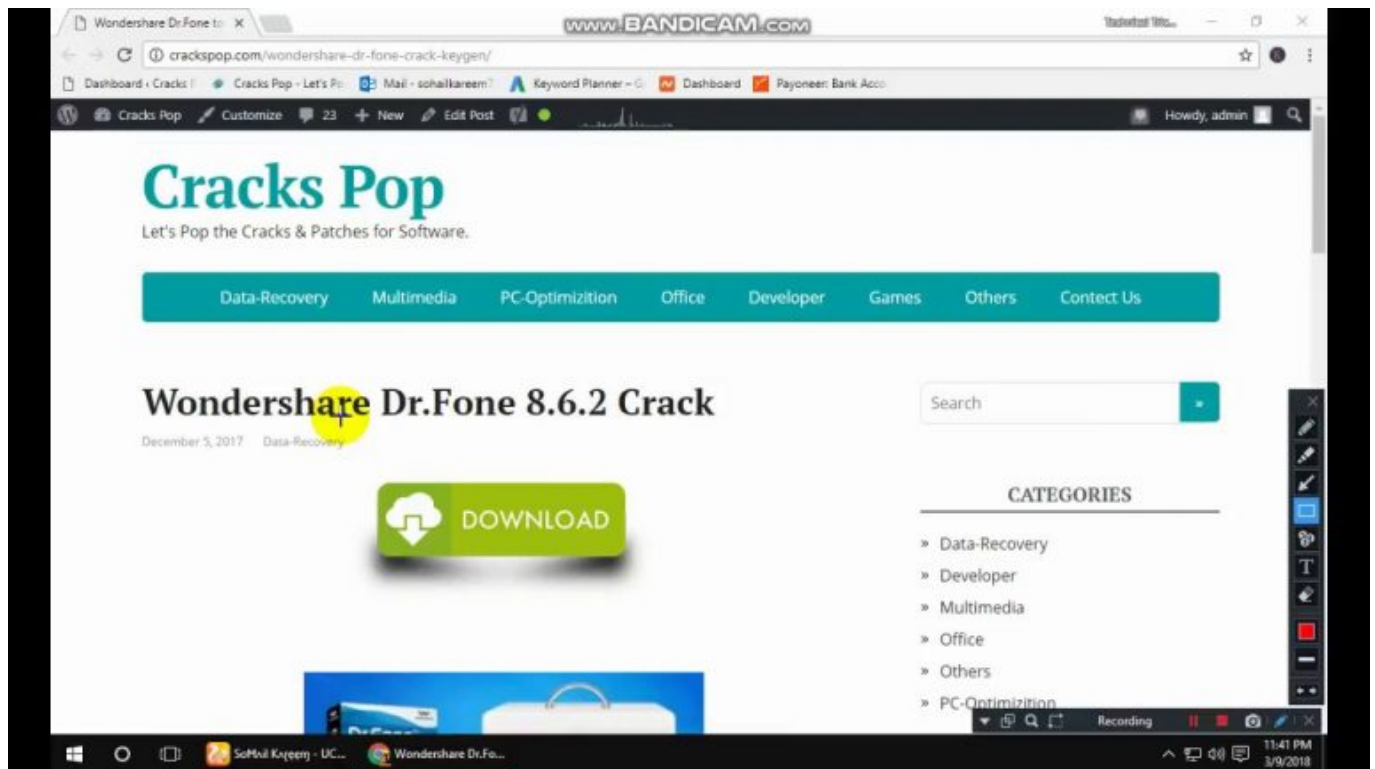 Wondershare Dr.Fone to
www.BANDICAM.com
crackspop.com/wondershare-dr-fone-crack-keygen/
Dashboard ‹ Cracks
Cracks Pop - Let's Po
Mail - sohailkareem
Keyword Planner – G
Dashboard
Payoneer: Bank Acco
Cracks Pop
Customize
23
New
Edit Post
Howdy, admin
Cracks Pop
Let's Pop the Cracks & Patches for Software.
Data-Recovery
Multimedia
PC-Optimizition
Office
Developer
Games
Others
Contect Us
Wondershare Dr.Fone 8.6.2 Crack
December 5, 2017
Data-Recovery
Search
DOWNLOAD
CATEGORIES
» Data-Recovery
» Developer
» Multimedia
» Office
» Others
» PC-Optimizition
Recording
T
SoHail Kareem - UC...
Wondershare Dr.Fo...
11:41 PM
3/9/2018